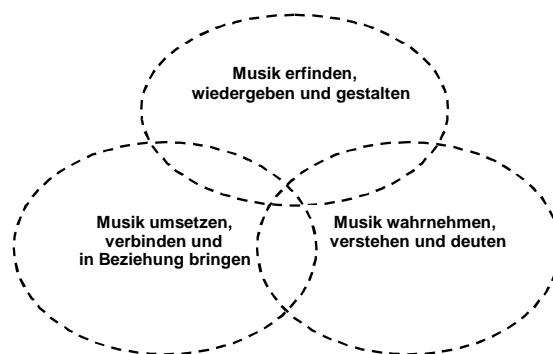 Musik erfinden,
wiedergeben und gestalten
Musik umsetzen,
verbinden und
in Beziehung bringen
Musik wahrnehmen,
verstehen und deuten